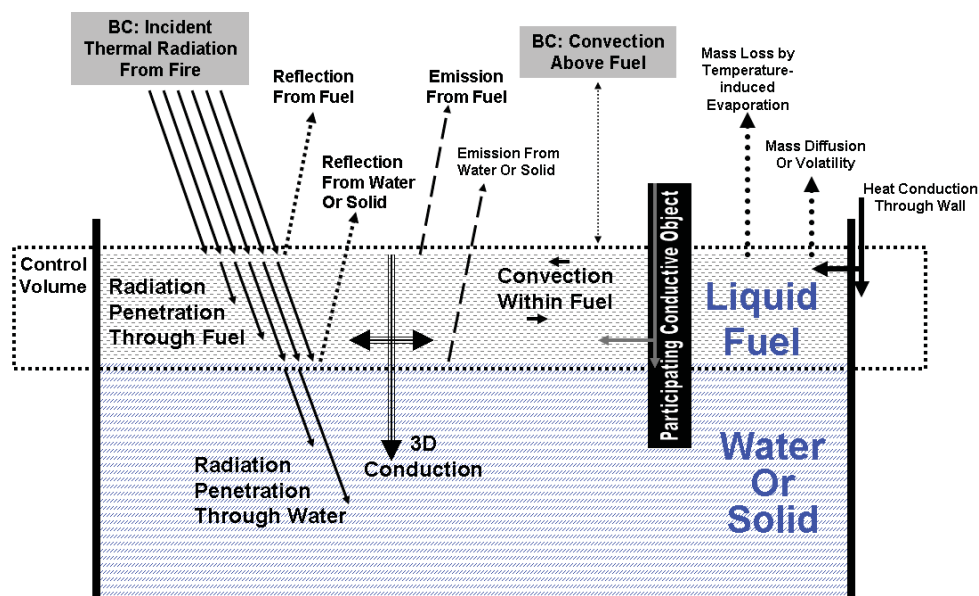 BC: Incident
Thermal Radiation
From Fire
Reflection
From Fuel
Emission
From Fuel
BC: Convection
Above Fuel
Mass Loss by
Temperature-
induced
Evaporation
Reflection
From Water
Or Solid
Emission From
Water Or Solid
Mass Diffusion
Or Volatility
Heat Conduction
Through Wall
Control
Volume
Radiation
Penetration
Through Fuel
Convection
Within Fuel
Participating Conductive Object
Liquid
Fuel
3D
Conduction
Radiation
Penetration
Through Water
Water
Or
Solid